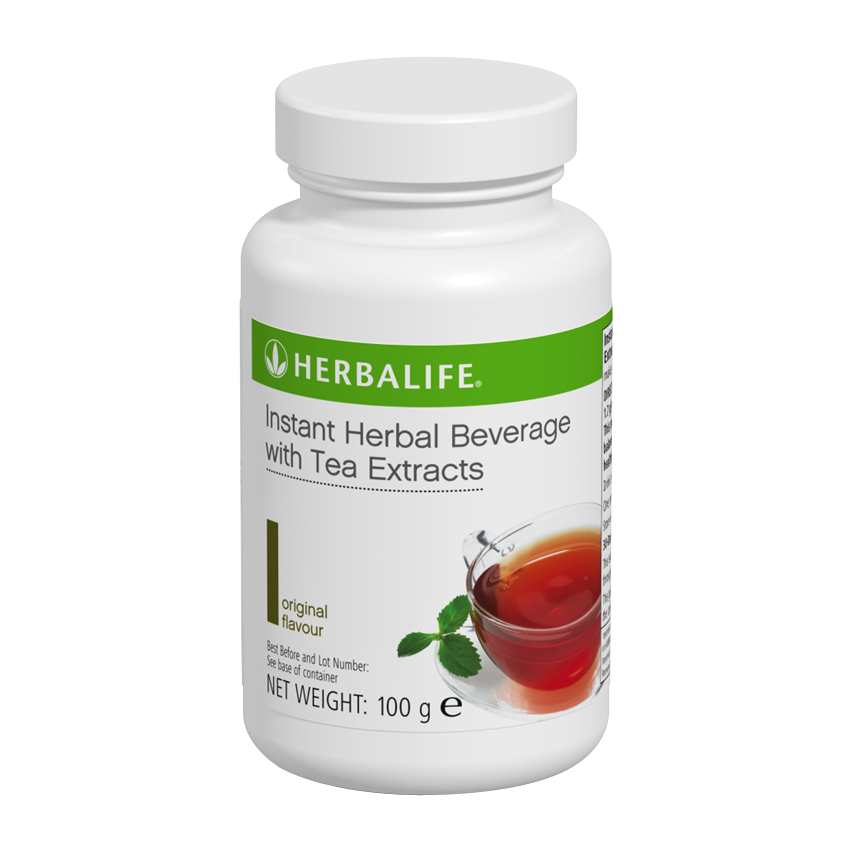 HERBALIFE®
Instant Herbal Beverage
with Tea Extracts
original
flavour
Best Before and Lot Number:
See base of container
NET WEIGHT: 100 g ℮